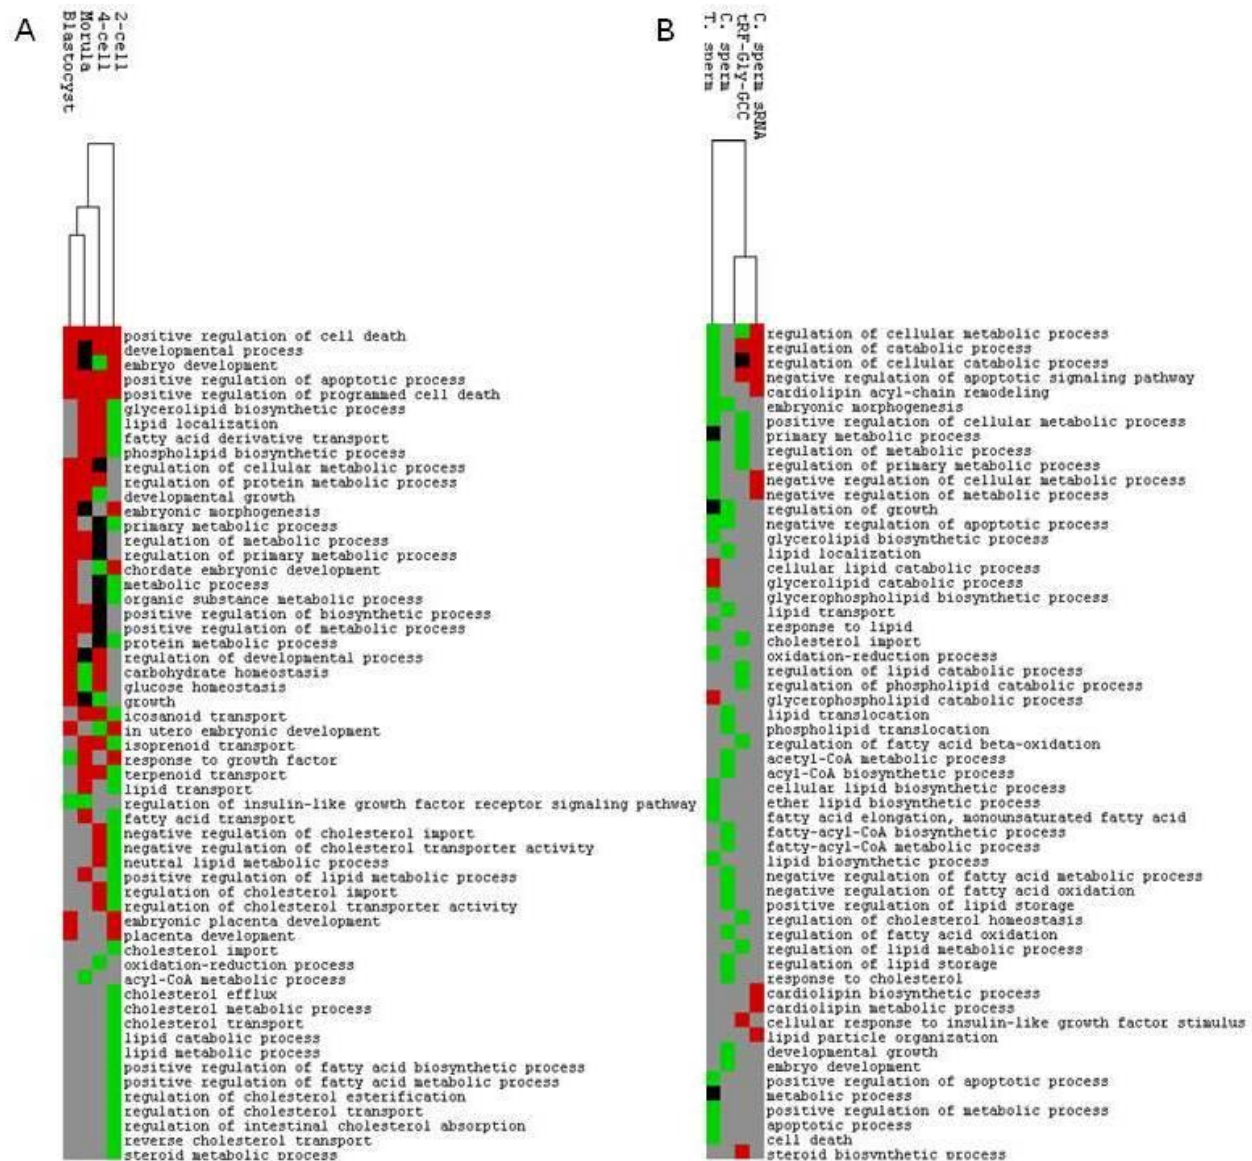 A
2-cell
4-cell
Morula
Blastocyst
positive regulation of cell death
developmental process
embryo development
positive regulation of apoptotic process
positive regulation of programmed cell death
glycerolipid biosynthetic process
lipid localization
fatty acid derivative transport
phospholipid biosynthetic process
regulation of cellular metabolic process
regulation of protein metabolic process
developmental growth
embryonic morphogenesis
primary metabolic process
regulation of metabolic process
regulation of primary metabolic process
chordate embryonic development
metabolic process
organic substance metabolic process
positive regulation of biosynthetic process
positive regulation of metabolic process
protein metabolic process
regulation of developmental process
carbohydrate homeostasis
glucose homeostasis
growth
icosanoid transport
in utero embryonic development
isoprenoid transport
response to growth factor
terpenoid transport
lipid transport
regulation of insulin-like growth factor receptor signaling pathway
fatty acid transport
negative regulation of cholesterol import
negative regulation of cholesterol transporter activity
neutral lipid metabolic process
positive regulation of lipid metabolic process
regulation of cholesterol import
regulation of cholesterol transporter activity
embryonic placenta development
placenta development
cholesterol import
oxidation-reduction process
acyl-CoA metabolic process
cholesterol efflux
cholesterol metabolic process
cholesterol transport
lipid catabolic process
lipid metabolic process
positive regulation of fatty acid biosynthetic process
positive regulation of fatty acid metabolic process
regulation of cholesterol esterification
regulation of cholesterol transport
regulation of intestinal cholesterol absorption
reverse cholesterol transport
steroid metabolic process
B
C. sperm sRNA
tRF-Gly-GCC
C. sperm
T. sperm
regulation of cellular metabolic process
regulation of catabolic process
regulation of cellular catabolic process
negative regulation of apoptotic signaling pathway
cardiolipin acyl-chain remodeling
embryonic morphogenesis
positive regulation of cellular metabolic process
primary metabolic process
regulation of metabolic process
regulation of primary metabolic process
negative regulation of cellular metabolic process
negative regulation of metabolic process
regulation of growth
negative regulation of apoptotic process
glycerolipid biosynthetic process
lipid localization
cellular lipid catabolic process
glycerolipid catabolic process
glycerophospholipid biosynthetic process
lipid transport
response to lipid
cholesterol import
oxidation-reduction process
regulation of lipid catabolic process
regulation of phospholipid catabolic process
glycerophospholipid catabolic process
lipid translocation
phospholipid translocation
regulation of fatty acid beta-oxidation
acetyl-CoA metabolic process
acyl-CoA biosynthetic process
cellular lipid biosynthetic process
ether lipid biosynthetic process
fatty acid elongation, monounsaturated fatty acid
fatty-acyl-CoA biosynthetic process
fatty-acyl-CoA metabolic process
lipid biosynthetic process
negative regulation of fatty acid metabolic process
negative regulation of fatty acid oxidation
positive regulation of lipid storage
regulation of cholesterol homeostasis
regulation of fatty acid oxidation
regulation of lipid metabolic process
regulation of lipid storage
response to cholesterol
cardiolipin biosynthetic process
cardiolipin metabolic process
cellular response to insulin-like growth factor stimulus
lipid particle organization
developmental growth
embryo development
positive regulation of apoptotic process
metabolic process
positive regulation of metabolic process
apoptotic process
cell death
steroid biosynthetic process